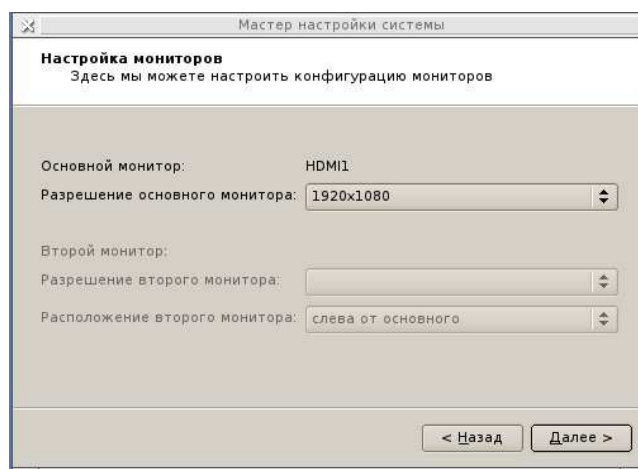 Мастер настройки системы
Настройка мониторов
Здесь мы можете настроить конфигурацию мониторов
Основной монитор: HDMI1
Разрешение основного монитора: 1920x1080
Второй монитор:
Разрешение второго монитора:
Расположение второго монитора: слева от основного
< Назад Далее >